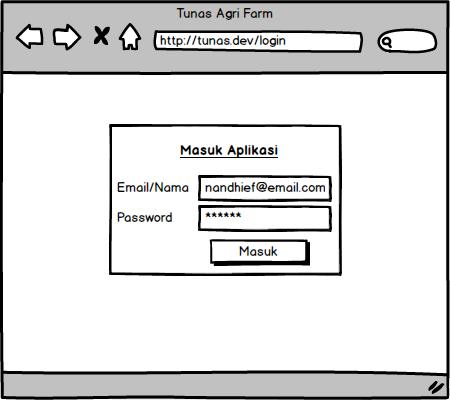 Tunas Agri Farm
http://tunas.dev/login
Masuk Aplikasi
Email/Nama nandhief@email.com
Password ******
Masuk